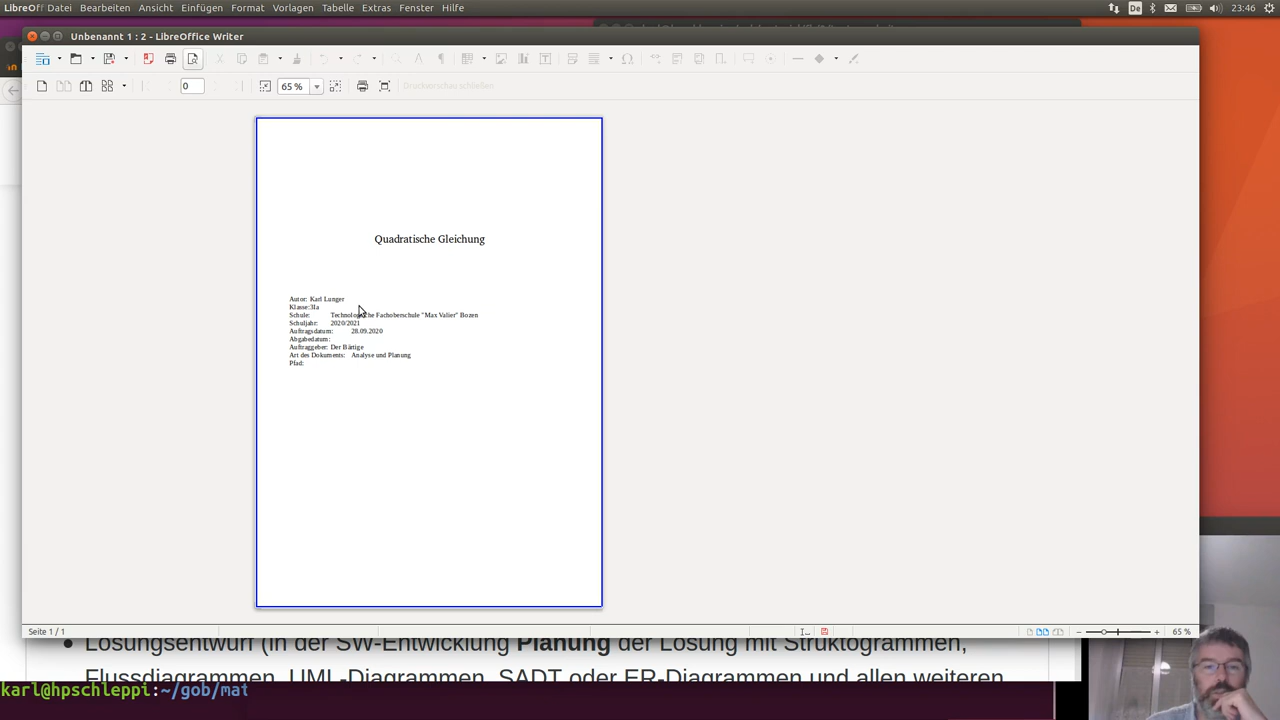 LibreOff Datei Bearbeiten Ansicht Einfügen Format Vorlagen Tabelle Extras Fenster Hilfe De 23:46
Unbenannt 1 : 2 - LibreOffice Writer
0 65 % Druckvorschau schließen
Quadratische Gleichung
Autor: Karl Lunger
Klasse:3Ia
Schule: Technologische Fachoberschule "Max Valier" Bozen
Schuljahr: 2020/2021
Auftragsdatum: 28.09.2020
Abgabedatum:
Auftraggeber: Der Bärtige
Art des Dokuments: Analyse und Planung
Pfad:
Seite 1 / 1 65 %
Lösungsentwurf (in der SW-Entwicklung Planung der Lösung mit Struktogrammen,
Flussdiagrammen, UML-Diagrammen, SADT oder ER-Diagrammen und allen weiteren
karl@hpschleppi:~/gob/mat